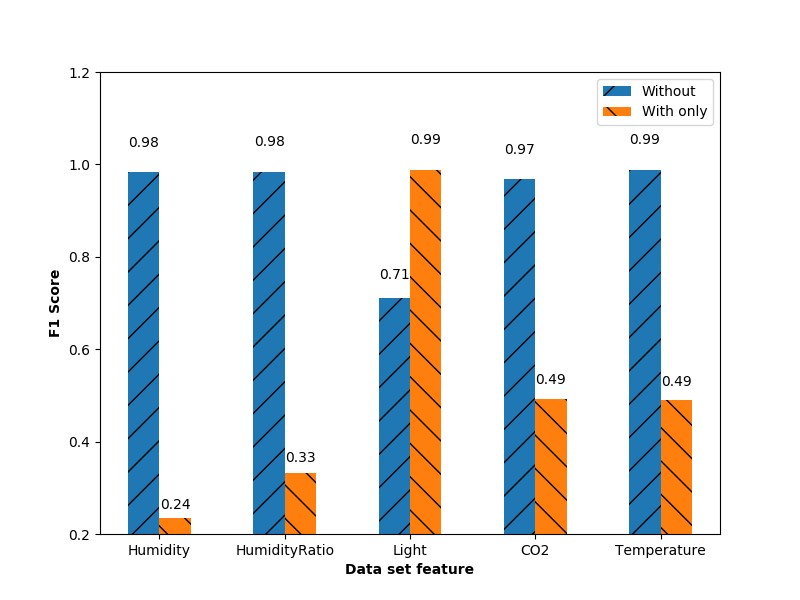 1.2
1.0
0.8
0.6
0.4
0.2
F1 Score
Without
With only
0.98
0.24
0.98
0.33
0.71
0.99
0.97
0.49
0.99
0.49
Humidity
HumidityRatio
Light
CO2
Temperature
Data set feature